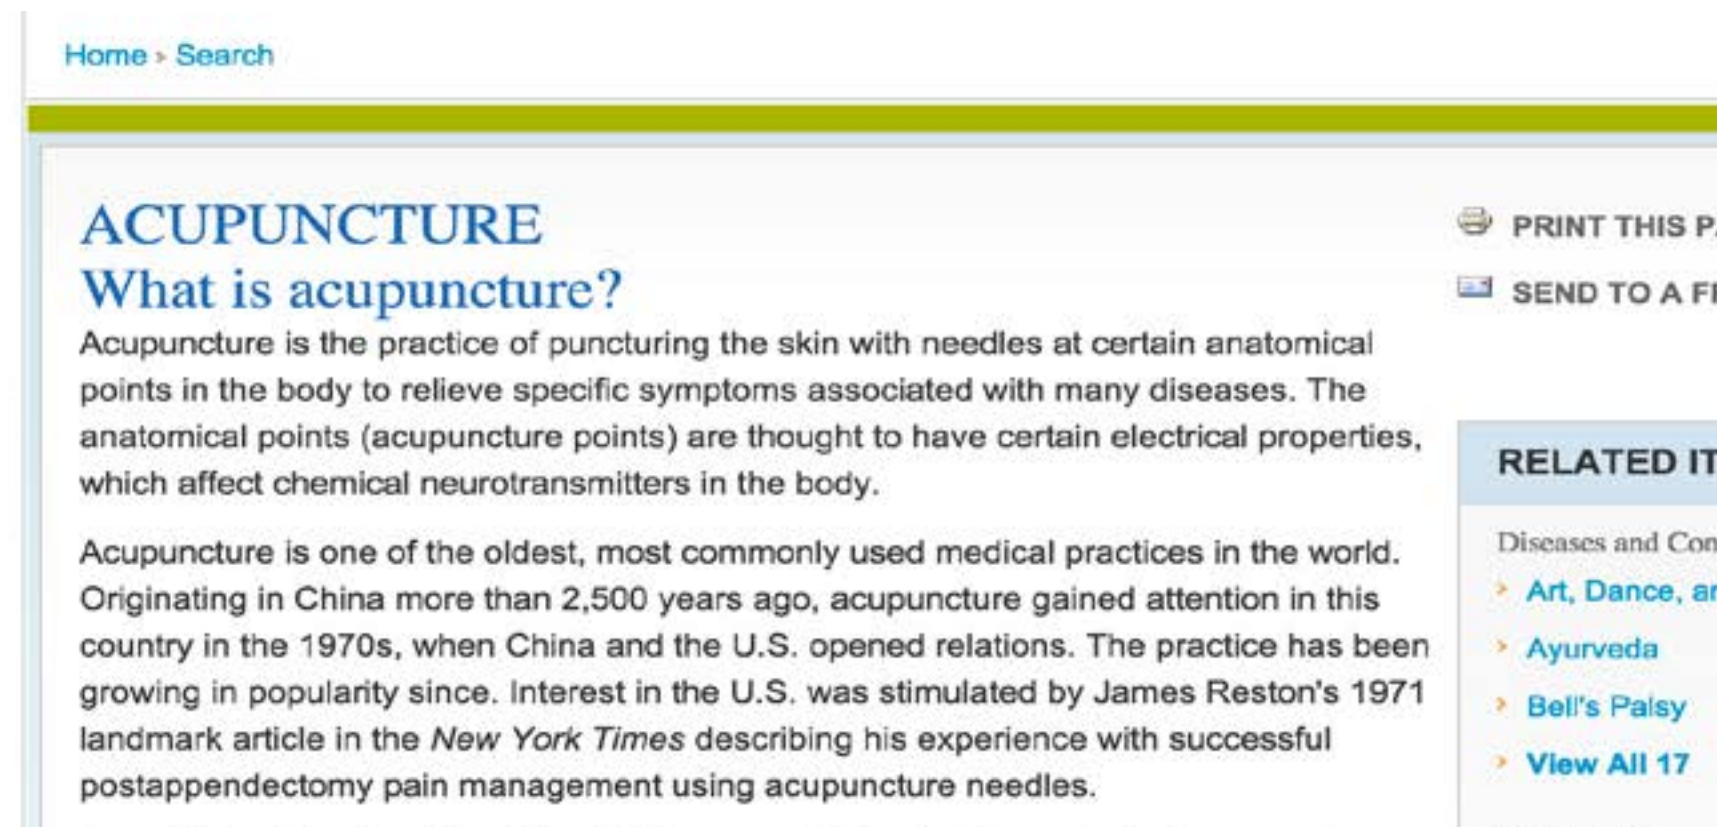 Home > Search
ACUPUNCTURE
What is acupuncture?
Acupuncture is the practice of puncturing the skin with needles at certain anatomical
points in the body to relieve specific symptoms associated with many diseases. The
anatomical points (acupuncture points) are thought to have certain electrical properties,
which affect chemical neurotransmitters in the body.
Acupuncture is one of the oldest, most commonly used medical practices in the world.
Originating in China more than 2,500 years ago, acupuncture gained attention in this
country in the 1970s, when China and the U.S. opened relations. The practice has been
growing in popularity since. Interest in the U.S. was stimulated by James Reston's 1971
landmark article in the New York Times describing his experience with successful
postappendectomy pain management using acupuncture needles.
PRINT THIS
SEND TO A
RELATED
Diseases and
Art, Dance,
Ayurveda
Bell's Palsy
View All 17